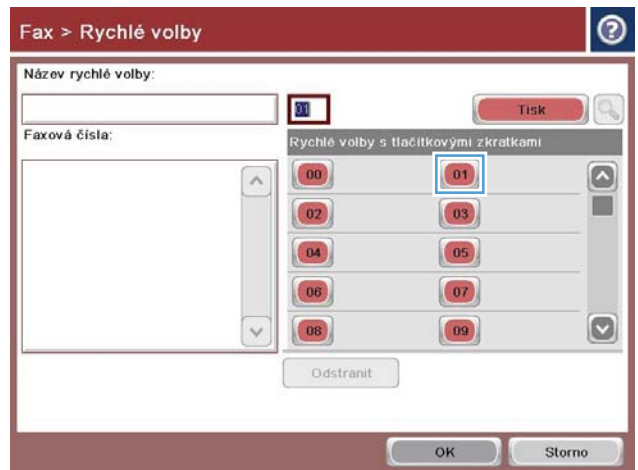 Fax > Rychlé volby
Název rychlé volby:
01
Tisk
Faxová čísla:
Rychlé volby s tlačítkovými zkratkami
00 01
02 03
04 05
06 07
08 09
Odstranit
OK Storno